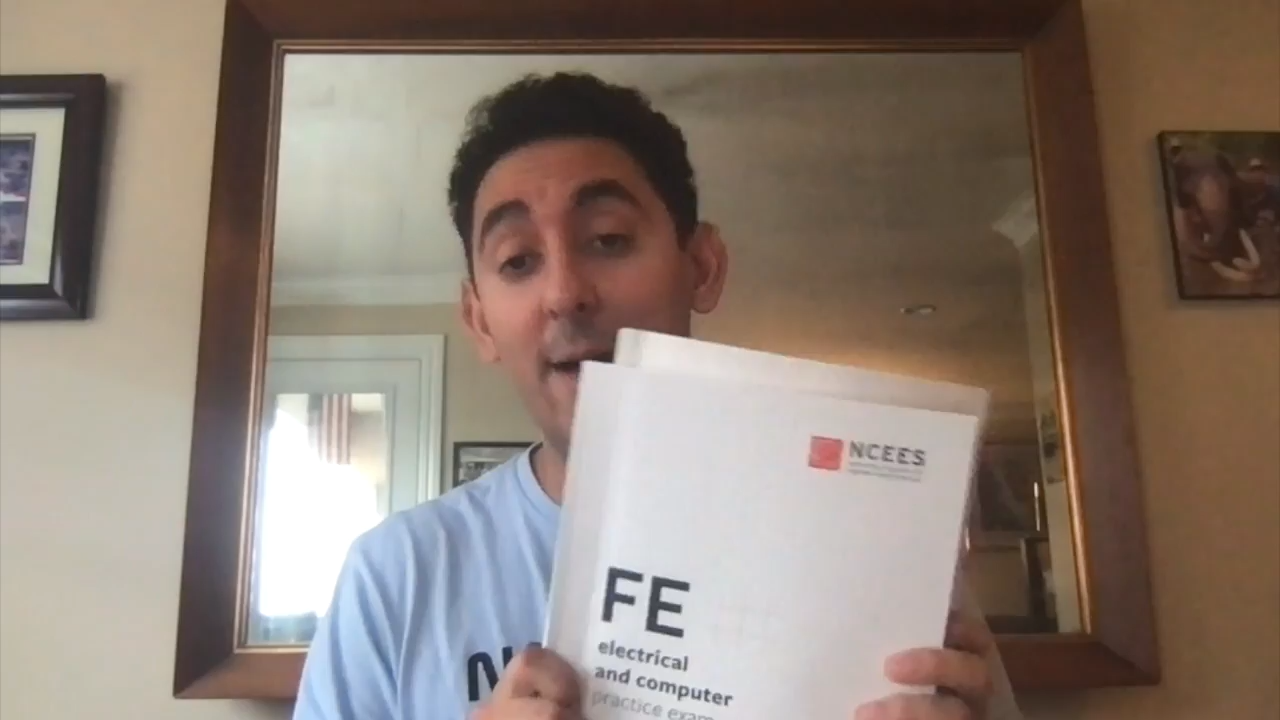 NCEES
FE
electrical
and computer
practice exam